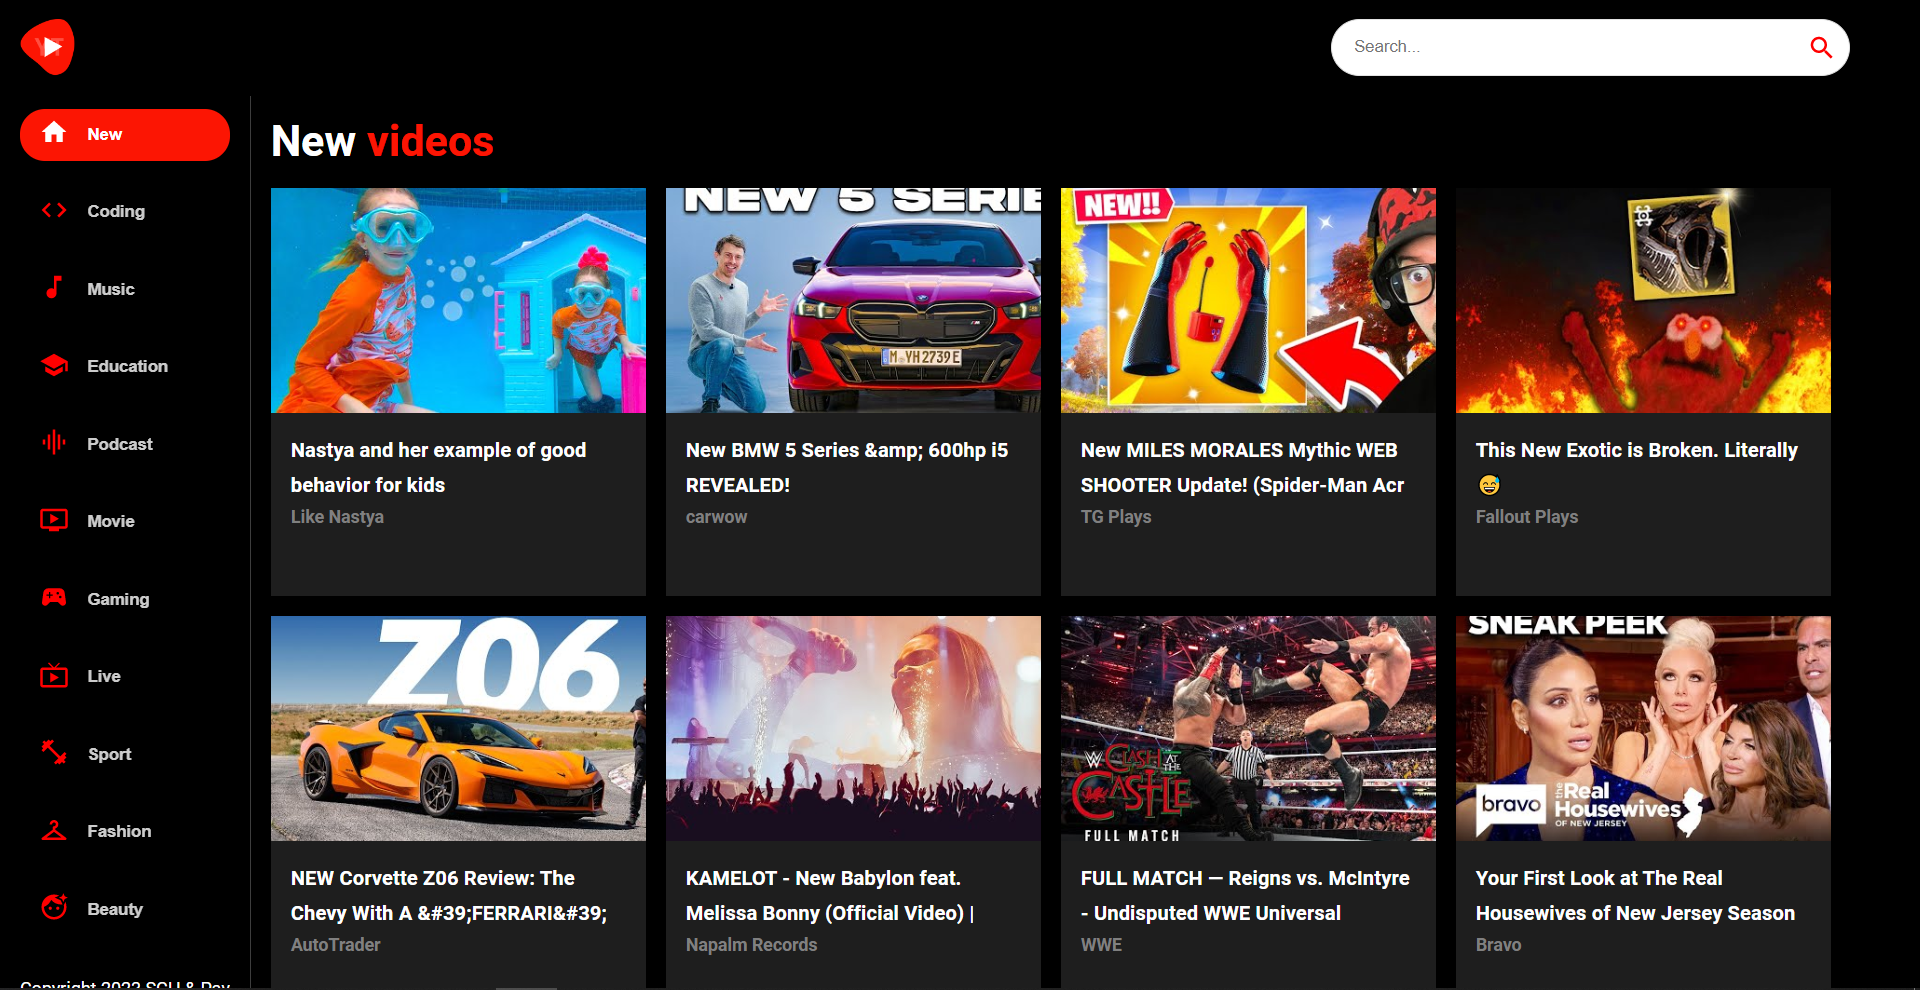 YT
Search...
New
Coding
Music
Education
Podcast
Movie
Gaming
Live
Sport
Fashion
Beauty
New videos
NEW 5 SERIE
M YH 2739 E
NEW!!
Nastya and her example of good
behavior for kids
Like Nastya
New BMW 5 Series &amp; 600hp i5
REVEALED!
carwow
New MILES MORALES Mythic WEB
SHOOTER Update! (Spider-Man Acr
TG Plays
This New Exotic is Broken. Literally
😅
Fallout Plays
Z06
W
CLASH AT THE
CASTLE
FULL MATCH
SNEAK PEEK
bravo
the Real
Housewives
OF NEW JERSEY
NEW Corvette Z06 Review: The
Chevy With A &#39;FERRARI&#39;
AutoTrader
KAMELOT - New Babylon feat.
Melissa Bonny (Official Video) |
Napalm Records
FULL MATCH — Reigns vs. McIntyre
- Undisputed WWE Universal
WWE
Your First Look at The Real
Housewives of New Jersey Season
Bravo
Copyright 2023